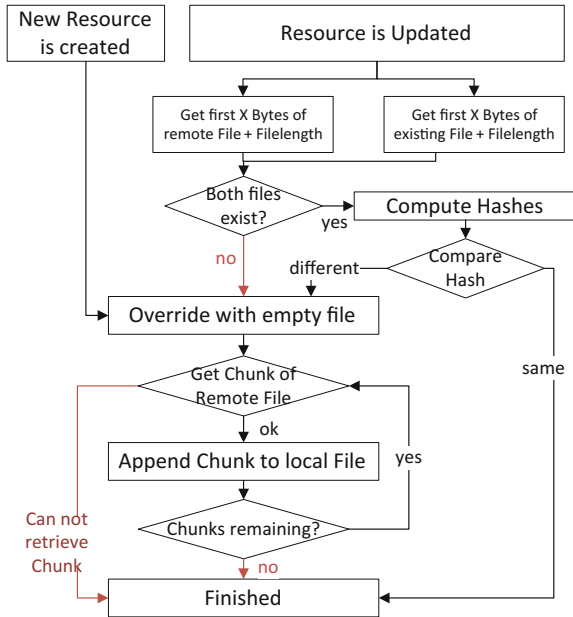 New Resource
is created
Resource is Updated
Get first X Bytes of
remote File + Filelength
Get first X Bytes of
existing File + Filelength
Both files
exist?
yes
Compute Hashes
no
different
Compare
Hash
Override with empty file
same
Get Chunk of
Remote File
ok
Append Chunk to local File
yes
Can not
retrieve
Chunk
Chunks remaining?
no
Finished